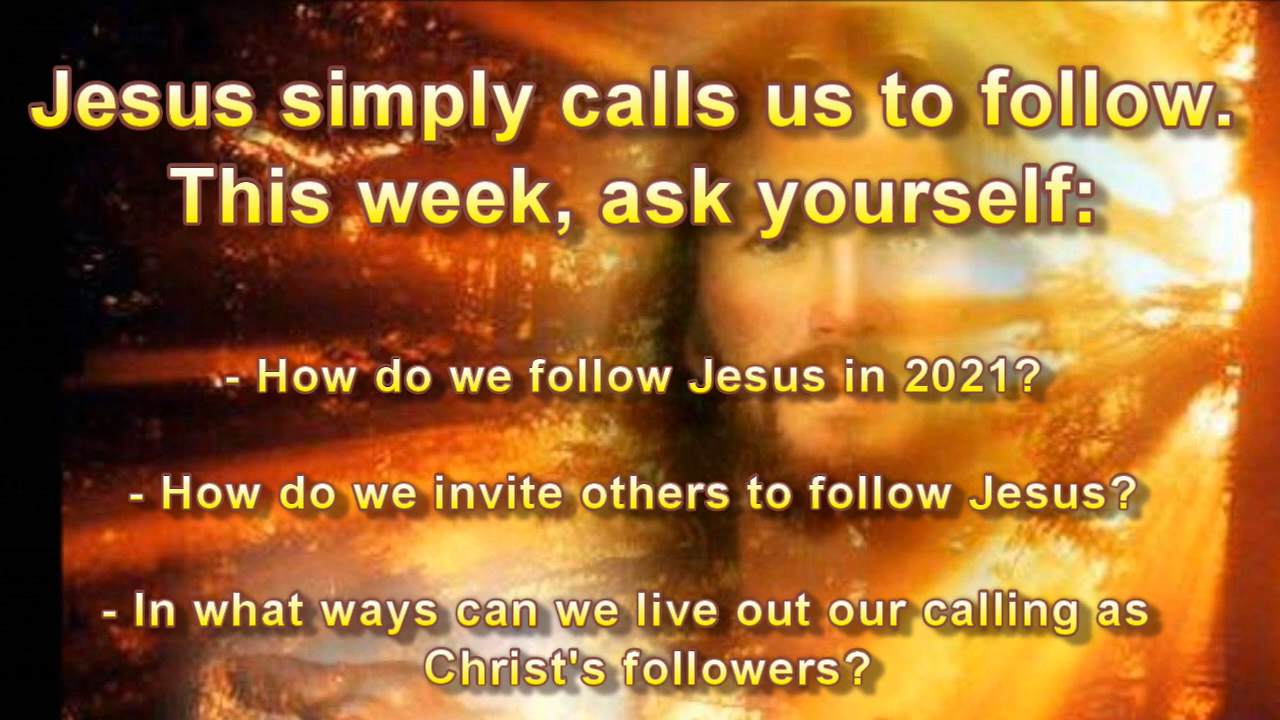 Jesus simply calls us to follow.
This week, ask yourself:
- How do we follow Jesus in 2021?
- How do we invite others to follow Jesus?
- In what ways can we live out our calling as
Christ's followers?